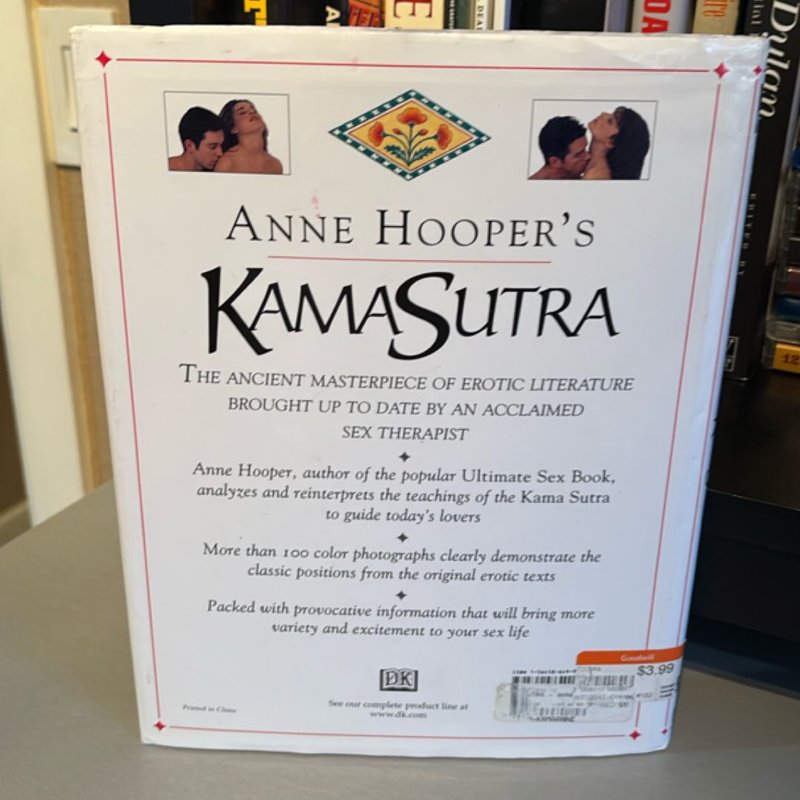 Dylan
ANNE HOOPER'S
KAMASUTRA
THE ANCIENT MASTERPIECE OF EROTIC LITERATURE
BROUGHT UP TO DATE BY AN ACCLAIMED
SEX THERAPIST
Anne Hooper, author of the popular Ultimate Sex Book,
analyzes and reinterprets the teachings of the Kama Sutra
to guide today's lovers
More than 100 color photographs clearly demonstrate the
classic positions from the original erotic texts
Packed with provocative information that will bring more
variety and excitement to your sex life
DK
See our complete product line at
www.dk.com
Printed in China
Goodwill
$3.99